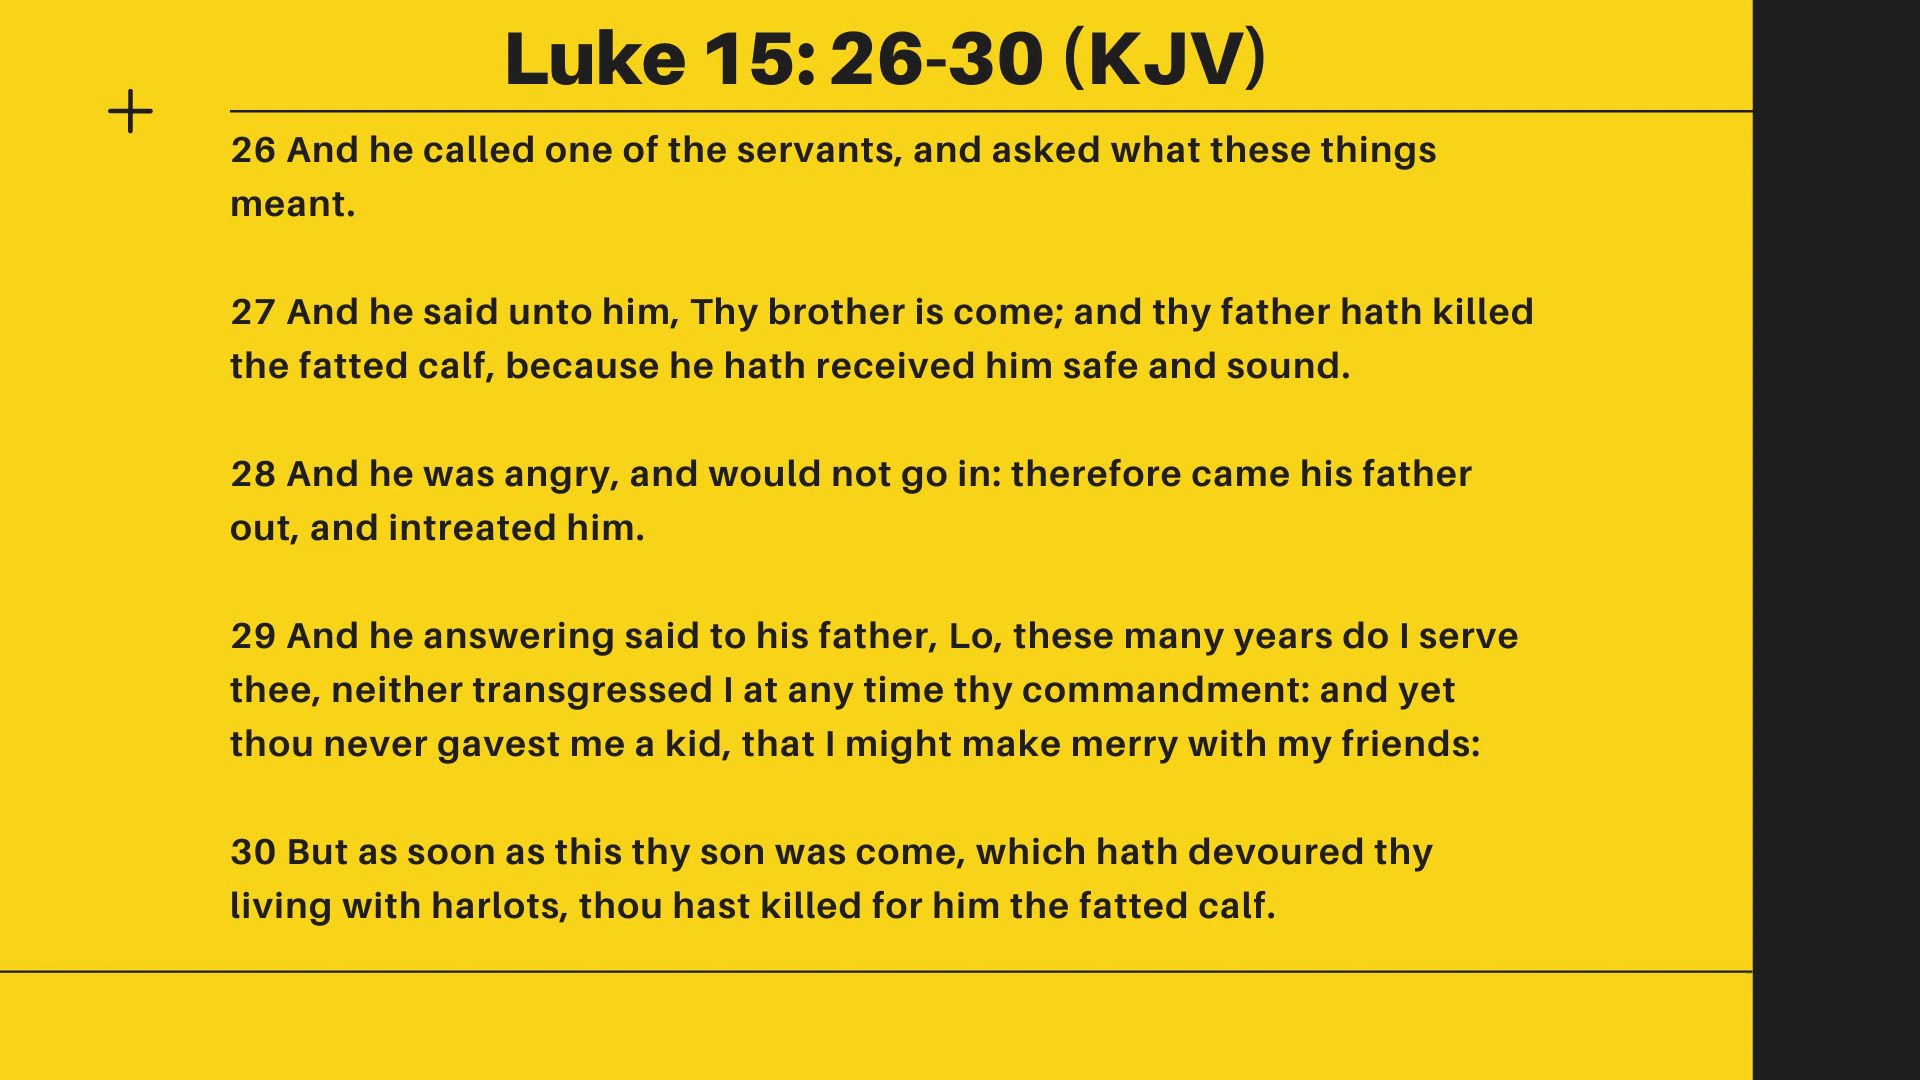 Luke 15: 26-30 (KJV)
26 And he called one of the servants, and asked what these things
meant.
27 And he said unto him, Thy brother is come; and thy father hath killed
the fatted calf, because he hath received him safe and sound.
28 And he was angry, and would not go in: therefore came his father
out, and intreated him.
29 And he answering said to his father, Lo, these many years do I serve
thee, neither transgressed I at any time thy commandment: and yet
thou never gavest me a kid, that I might make merry with my friends:
30 But as soon as this thy son was come, which hath devoured thy
living with harlots, thou hast killed for him the fatted calf.